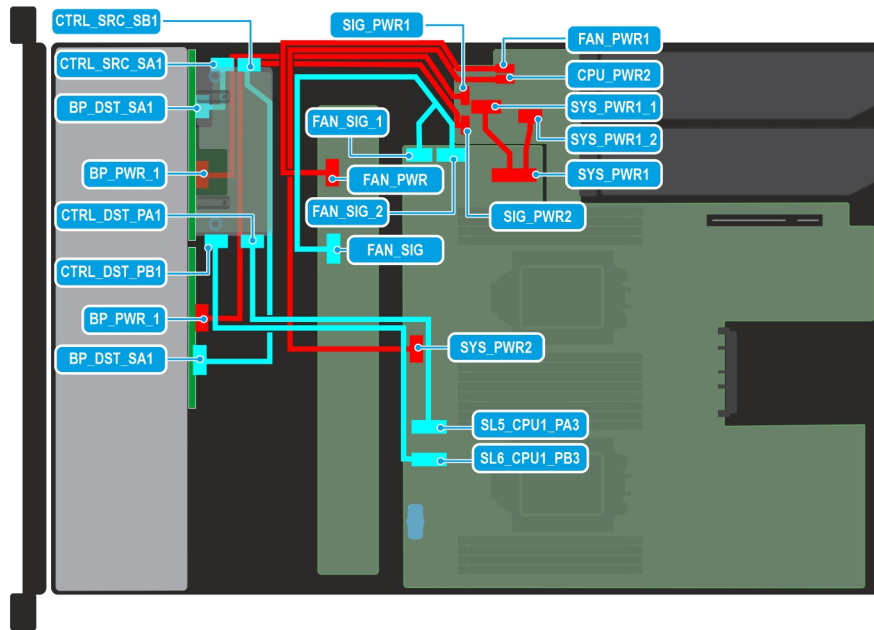 CTRL_SRC_SB1
SIG_PWR1
FAN_PWR1
CTRL_SRC_SA1
CPU_PWR2
BP_DST_SA1
SYS_PWR1_1
FAN_SIG_1
SYS_PWR1_2
BP_PWR_1
FAN_PWR
SYS_PWR1
CTRL_DST_PA1
FAN_SIG_2
SIG_PWR2
FAN_SIG
CTRL_DST_PB1
BP_PWR_1
SYS_PWR2
BP_DST_SA1
SL5_CPU1_PA3
SL6_CPU1_PB3